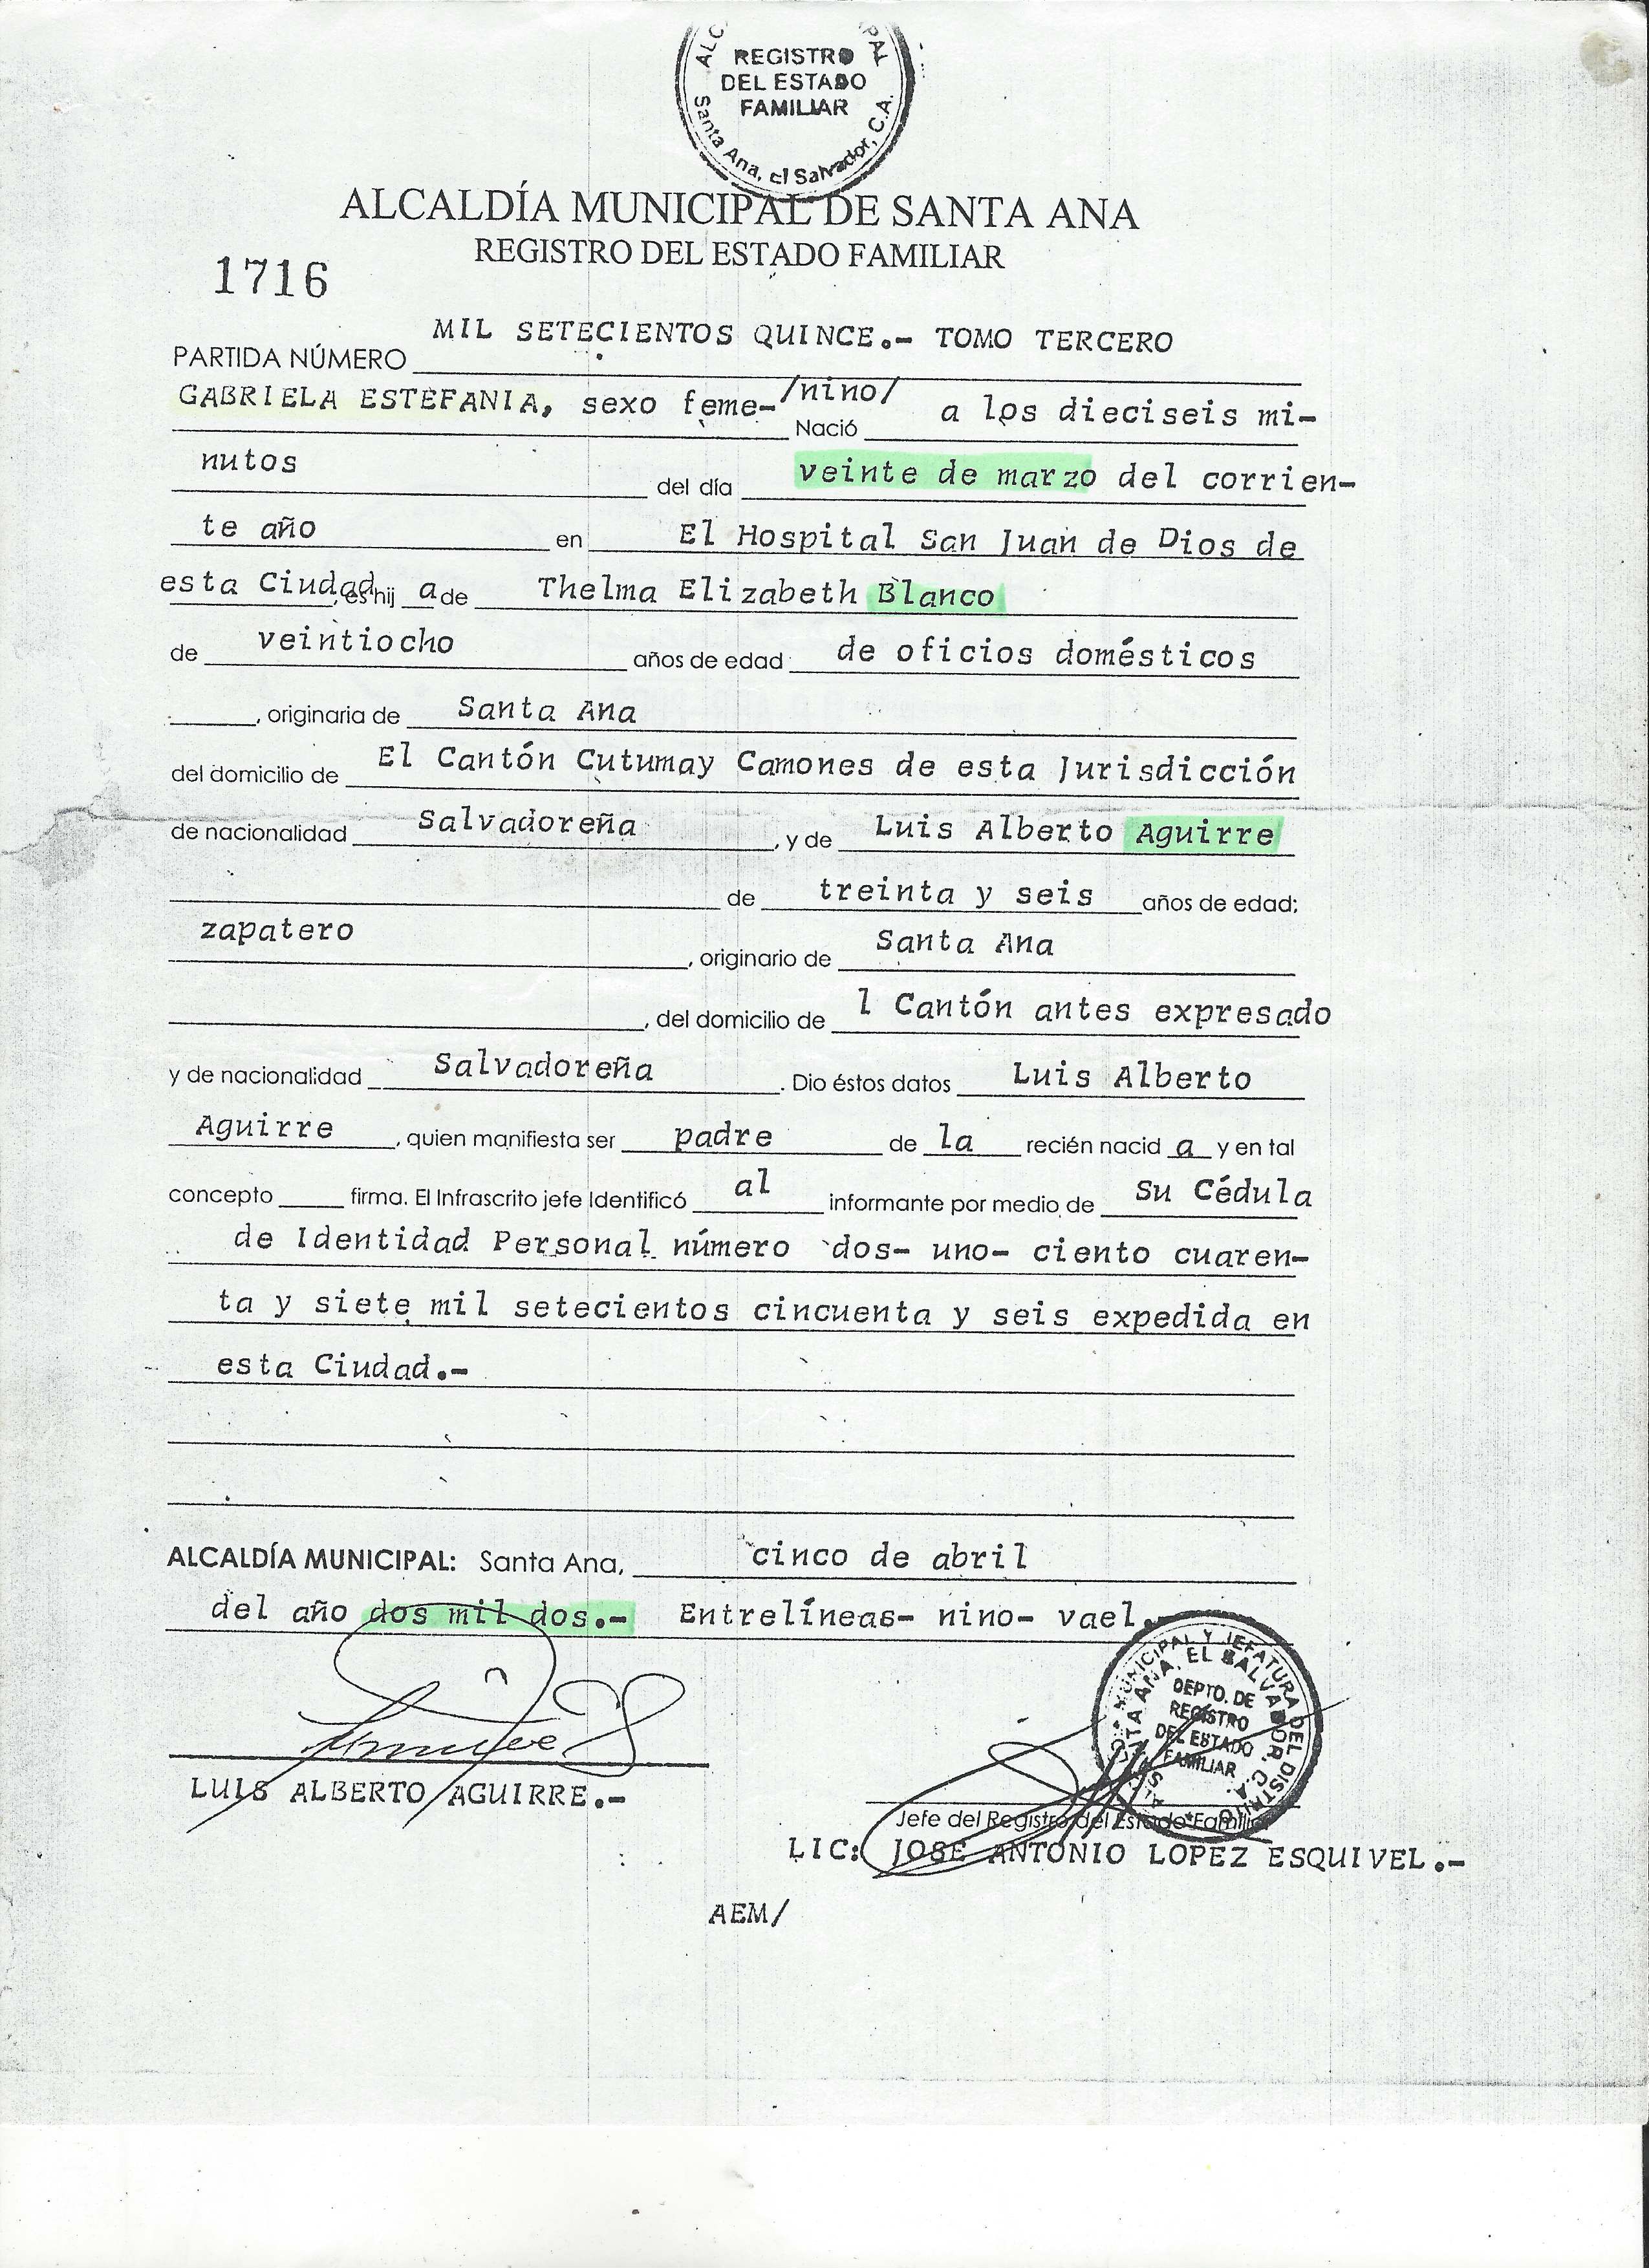 REGISTRO
DEL ESTADO
FAMILIAR
Santa Ana, El Salvador, C.A.
ALCALDÍA MUNICIPAL DE SANTA ANA
REGISTRO DEL ESTADO FAMILIAR
1716
MIL SETECIENTOS QUINCE.- TOMO TERCERO
PARTIDA NÚMERO
GABRIELA ESTEFANIA, sexo feme-/nino/ Nació a los dieciseis mi-
nutos del día veinte de marzo del corrien-
te año en El Hospital San Juan de Dios de
esta Ciudad, es hij a de Thelma Elizabeth Blanco
de veintiocho años de edad de oficios domésticos
, originaria de Santa Ana
del domicilio de El Cantón Cutumay Camones de esta Jurisdicción
de nacionalidad Salvadoreña, y de Luis Alberto Aguirre
de treinta y seis años de edad;
zapatero, originario de Santa Ana
, del domicilio de l Cantón antes expresado
y de nacionalidad Salvadoreña. Dio éstos datos Luis Alberto
Aguirre, quien manifiesta ser padre de la recién nacid a y en tal
concepto firma. El Infrascrito jefe Identificó al informante por medio de su Cédula
de Identidad Personal número dos- uno- ciento cuaren-
ta y siete mil setecientos cincuenta y seis expedida en
esta Ciudad.-
ALCALDÍA MUNICIPAL: Santa Ana, cinco de abril
del año dos mil dos.- Entrelíneas- nino- vael.
MUNICIPAL Y JEFATURA DEL DISTRITO
SANTA ANA, EL SALVADOR, C.A.
DEPTO. DE
REGISTRO
DEL ESTADO
FAMILIAR
LUIS ALBERTO AGUIRRE.-
Jefe del Registro del Estado Familiar
LIC: JOSE ANTONIO LOPEZ ESQUIVEL.-
AEM/